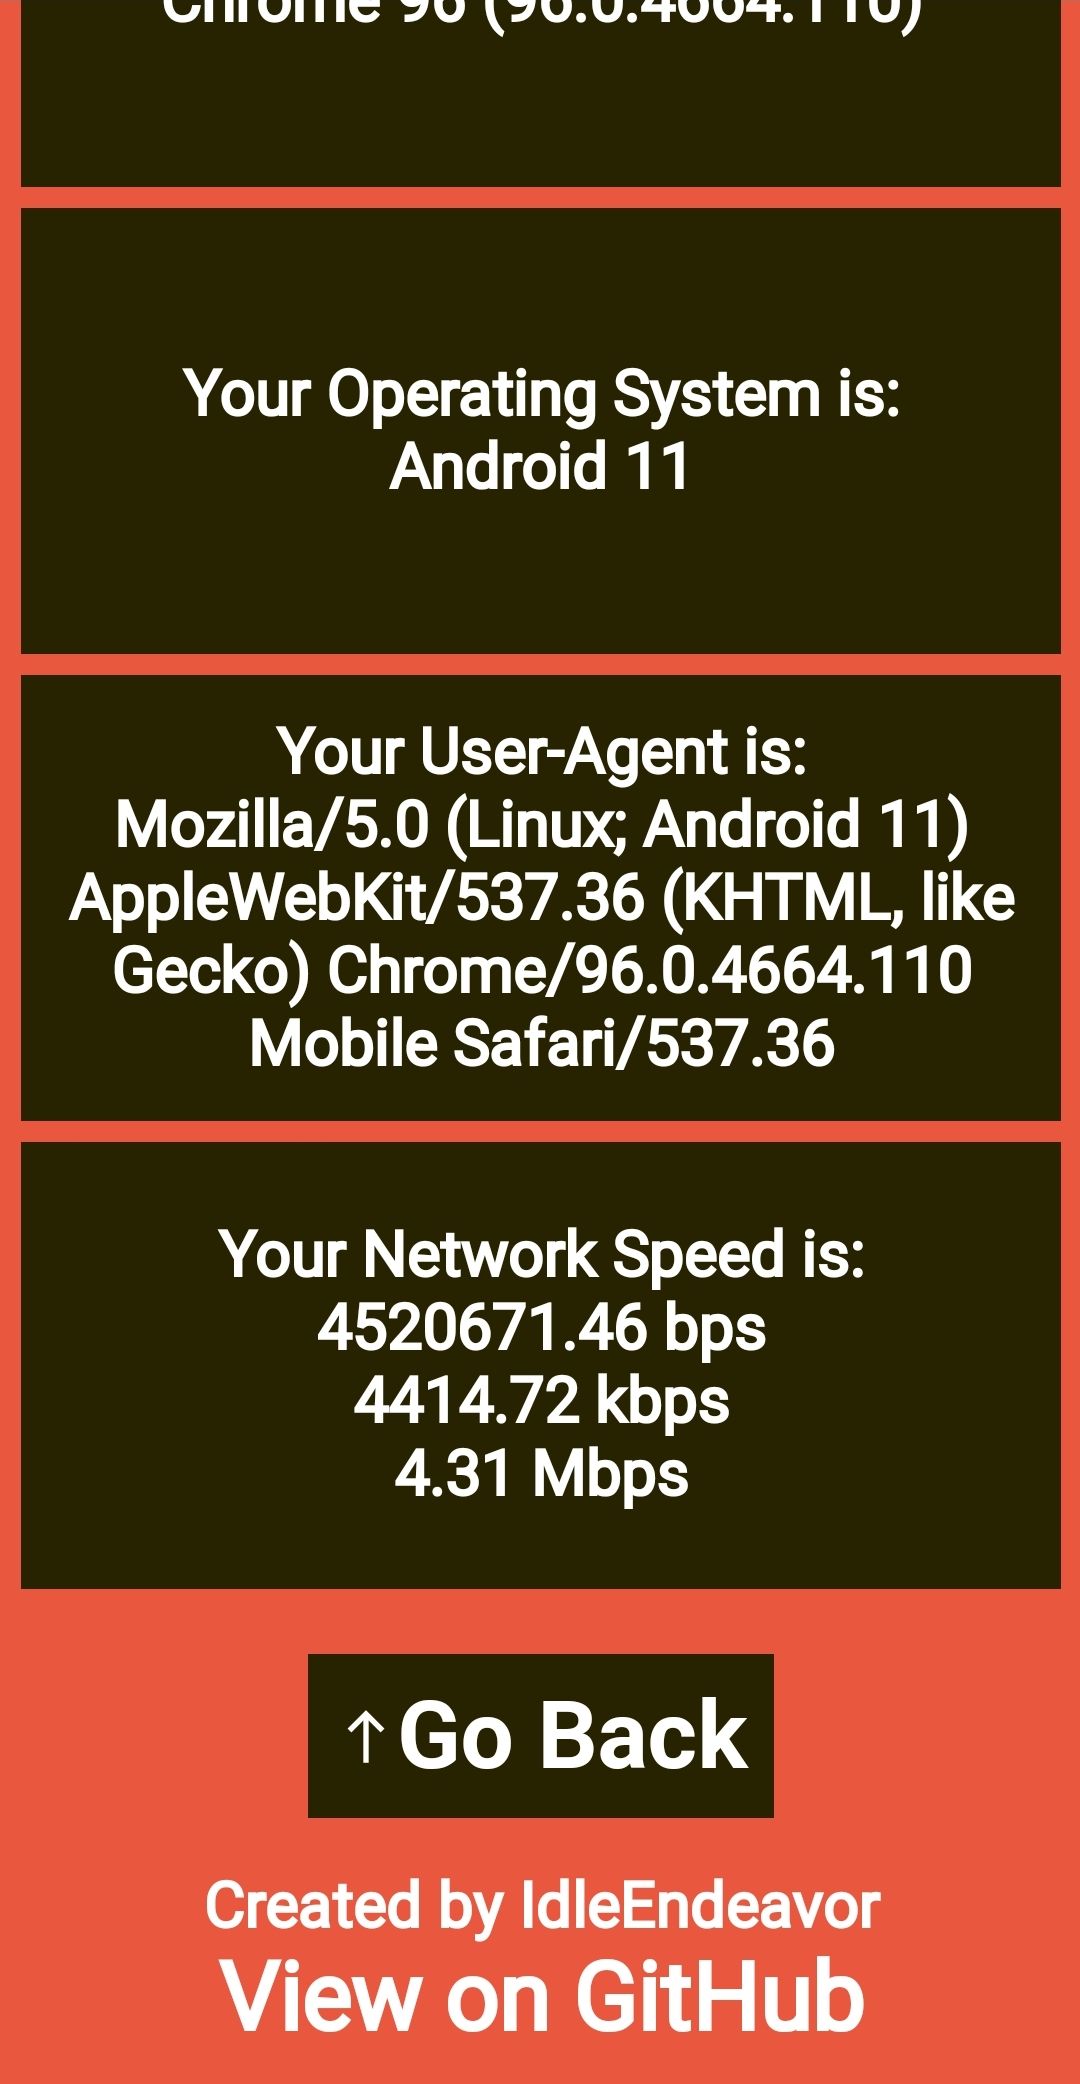 Chrome 96 (96.0.4664.110)
Your Operating System is:
Android 11
Your User-Agent is:
Mozilla/5.0 (Linux; Android 11)
AppleWebKit/537.36 (KHTML, like
Gecko) Chrome/96.0.4664.110
Mobile Safari/537.36
Your Network Speed is:
4520671.46 bps
4414.72 kbps
4.31 Mbps
↑Go Back
Created by IdleEndeavor
View on GitHub